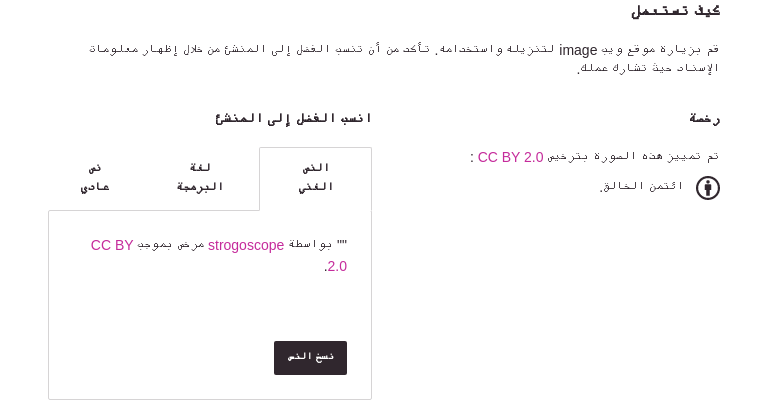 كيف تستعمل
قم بزيارة موقع ويب image لتنزيله واستخدامه. تأكد من أن تنسب الفضل إلى المنشئ من خلال إظهار معلومات
الإسناد حيث تشارك عملك.
رخصة
تم تمييز هذه الصورة بترخيص CC BY 2.0 :
ائتمن الخالق.
انسب الفضل إلى المنشئ
النص
الغني
لغة
البرمجة
نص
عادي
"" بواسطة strogoscope مرخص بموجب CC BY
2.0.
نسخ النص